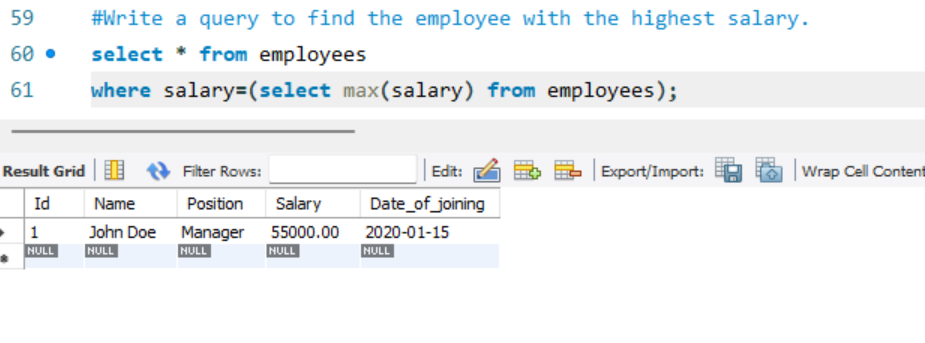 59 #Write a query to find the employee with the highest salary.
60 select * from employees
61 where salary=(select max(salary) from employees);
Result Grid Filter Rows: Edit: Export/Import: Wrap Cell Content
Id Name Position Salary Date_of_joining
1 John Doe Manager 55000.00 2020-01-15
NULL NULL NULL NULL NULL